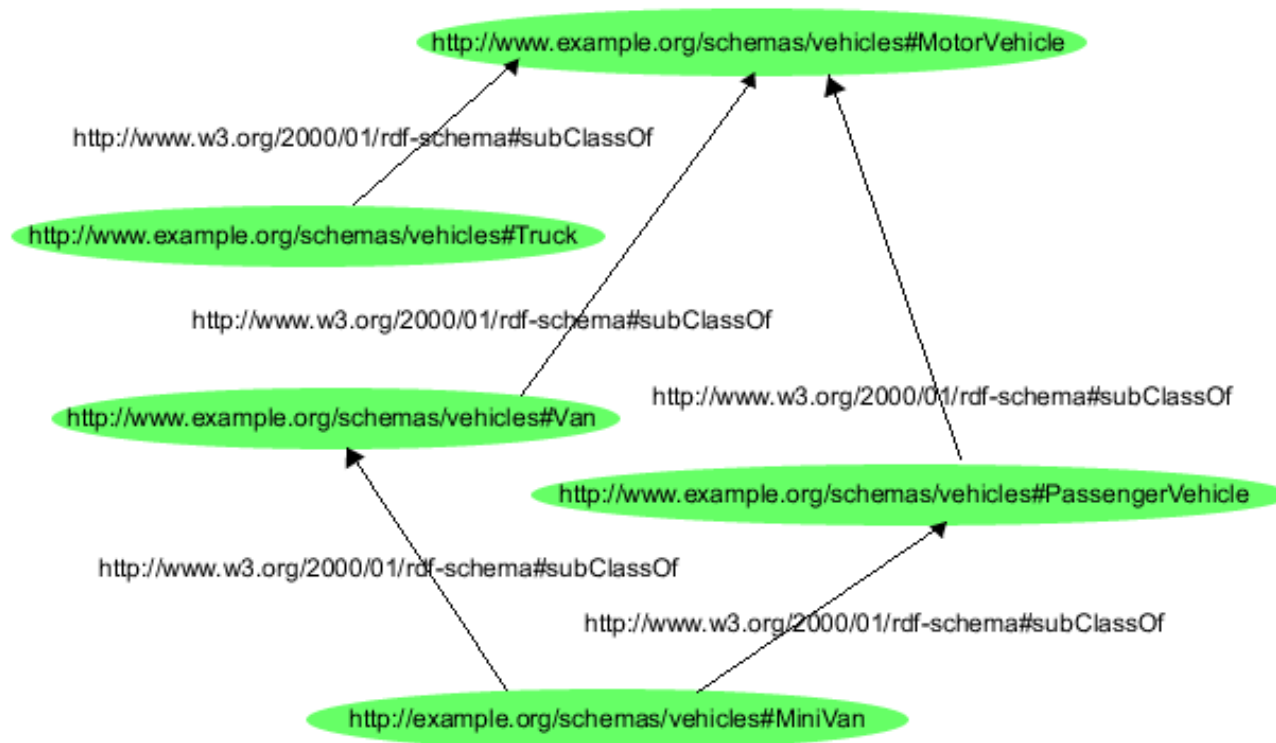 http://www.example.org/schemas/vehicles#MotorVehicle
http://www.w3.org/2000/01/rdf-schema#subClassOf
http://www.example.org/schemas/vehicles#Truck
http://www.w3.org/2000/01/rdf-schema#subClassOf
http://www.w3.org/2000/01/rdf-schema#subClassOf
http://www.example.org/schemas/vehicles#Van
http://www.example.org/schemas/vehicles#PassengerVehicle
http://www.w3.org/2000/01/rdf-schema#subClassOf
http://www.w3.org/2000/01/rdf-schema#subClassOf
http://example.org/schemas/vehicles#MiniVan